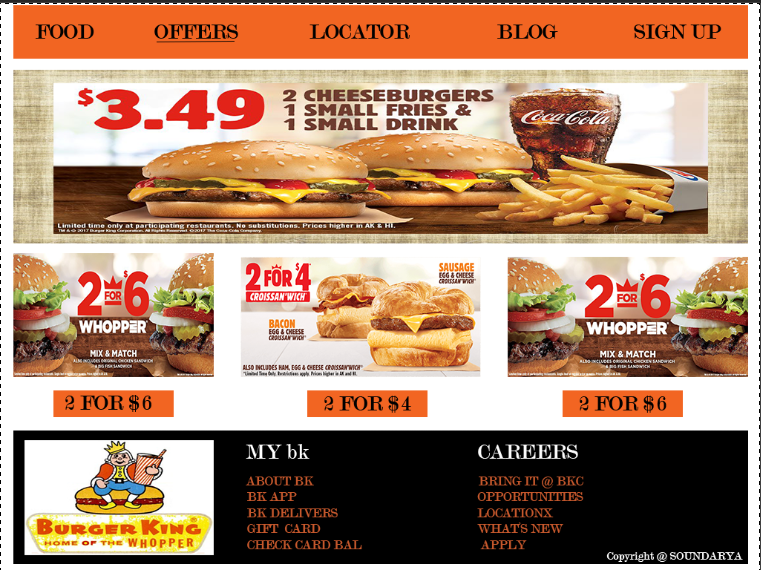 FOOD OFFERS LOCATOR BLOG SIGN UP
$3.49 2 CHEESEBURGERS
1 SMALL FRIES &
1 SMALL DRINK
Coca-Cola
Limited time only at participating restaurants. No substitutions. Prices higher in AK & HI.
TM & © 2017 Burger King Corporation. All Rights Reserved. ©2017 The Coca-Cola Company.
2 FOR $6
WHOPPER
MIX & MATCH
ALSO INCLUDES ORIGINAL CHICKEN SANDWICH
& BIG FISH SANDWICH
2 FOR $4
CROISSAN'WICH
SAUSAGE
EGG & CHEESE
CROISSAN'WICH
BACON
EGG & CHEESE
CROISSAN'WICH
ALSO INCLUDES HAM, EGG & CHEESE CROISSAN'WICH
*Limited Time Only. Restrictions apply. Prices higher in AK and HI.
2 FOR $6
WHOPPER
MIX & MATCH
ALSO INCLUDES ORIGINAL CHICKEN SANDWICH
& BIG FISH SANDWICH
2 FOR $6
2 FOR $4
2 FOR $6
BURGER KING
HOME OF THE WHOPPER
MY bk
ABOUT BK
BK APP
BK DELIVERS
GIFT CARD
CHECK CARD BAL
CAREERS
BRING IT @ BKC
OPPORTUNITIES
LOCATIONX
WHAT'S NEW
APPLY
Copyright @ SOUNDARYA